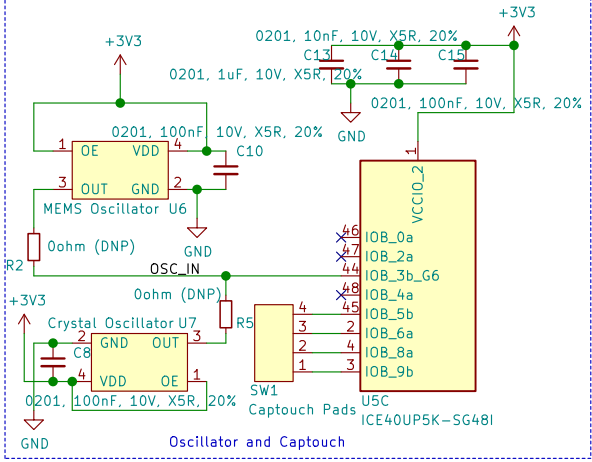 +3V3
0201, 10nF, 10V, X5R, 20%
+3V3
C13
C14
C15
0201, 1uF, 10V, X5R, 20%
0201, 100nF, 10V, X5R, 20%
GND
0201, 100nF, 10V, X5R, 20%
1
OE
VDD
4
C10
1
3
OUT
GND
2
VCCIO_2
MEMS Oscillator U6
GND
46
IOB_0a
R2
0ohm (DNP)
47
IOB_2a
OSC_IN
44
IOB_3b_G6
0ohm (DNP)
48
IOB_4a
+3V3
4
45
IOB_5b
Crystal Oscillator U7
R5
3
2
IOB_6a
2
GND
OUT
3
C8
2
4
IOB_8a
4
VDD
OE
1
1
3
IOB_9b
SW1
Captouch Pads
0201, 100nF, 10V, X5R, 20%
U5C
ICE40UP5K-SG48I
GND
Oscillator and Captouch